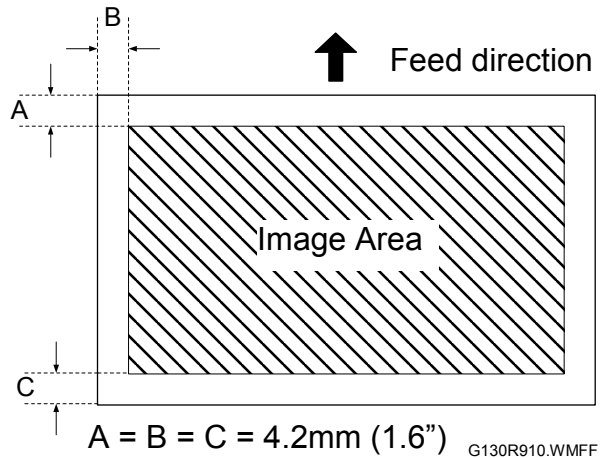 B
Feed direction
A
Image Area
C
A = B = C = 4.2mm (1.6”)
G130R910.WMFF